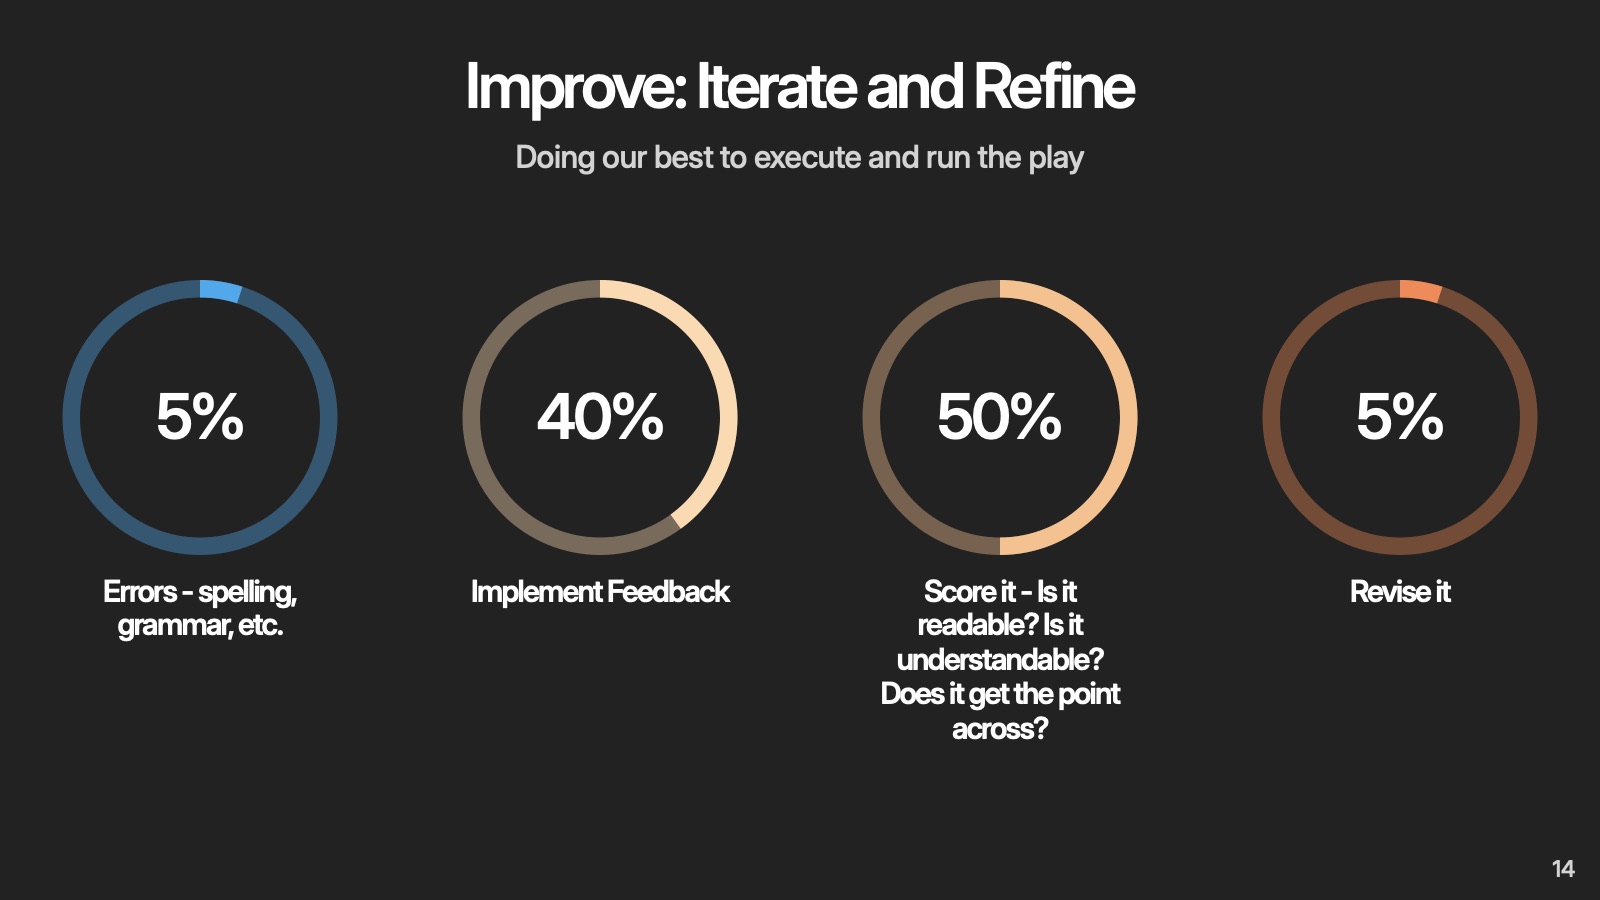 Improve: Iterate and Refine
Doing our best to execute and run the play
5%
40%
50%
5%
Errors - spelling,
grammar, etc.
Implement Feedback
Score it - Is it
readable? Is it
understandable?
Does it get the point
across?
Revise it
14